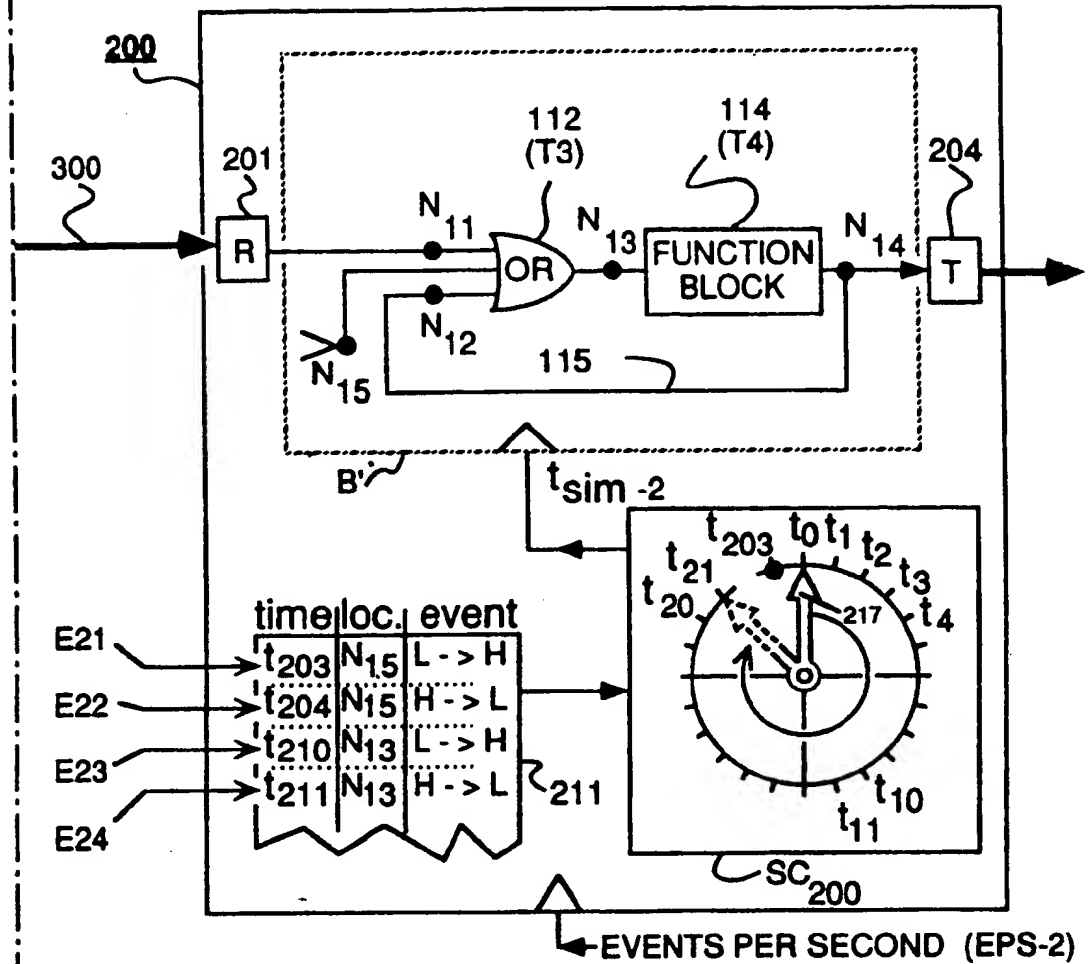 200
300
201
R
N11
112
(T3)
OR
N13
114
(T4)
FUNCTION
BLOCK
N14
204
T
N12
N15
115
B'
tsim -2
time loc. event
E21 t203 N15 L -> H
E22 t204 N15 H -> L
E23 t210 N13 L -> H
E24 t211 N13 H -> L
211
t203
t0
t1
t2
t3
t4
t21
t20
217
t10
t11
SC200
EVENTS PER SECOND (EPS-2)